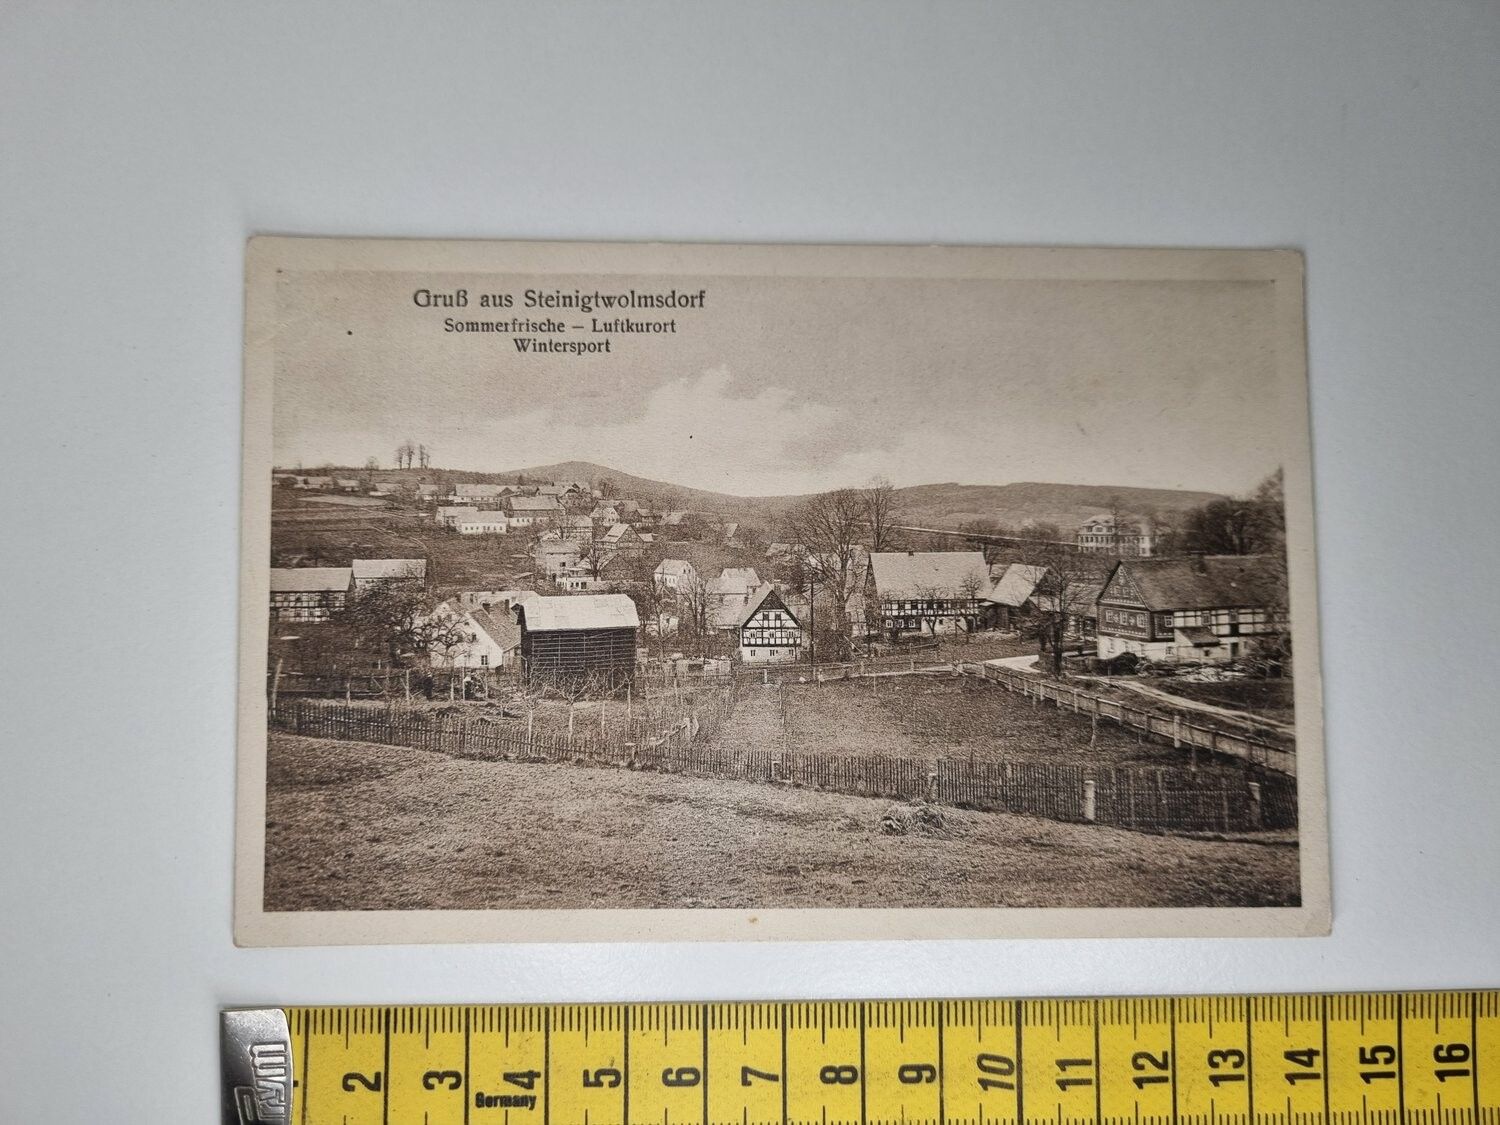 Gruß aus Steinigtwolmsdorf
Sommerfrische – Luftkurort
Wintersport
2 3 4 5 6 7 8 9 10 11 12 13 14 15 16
Germany